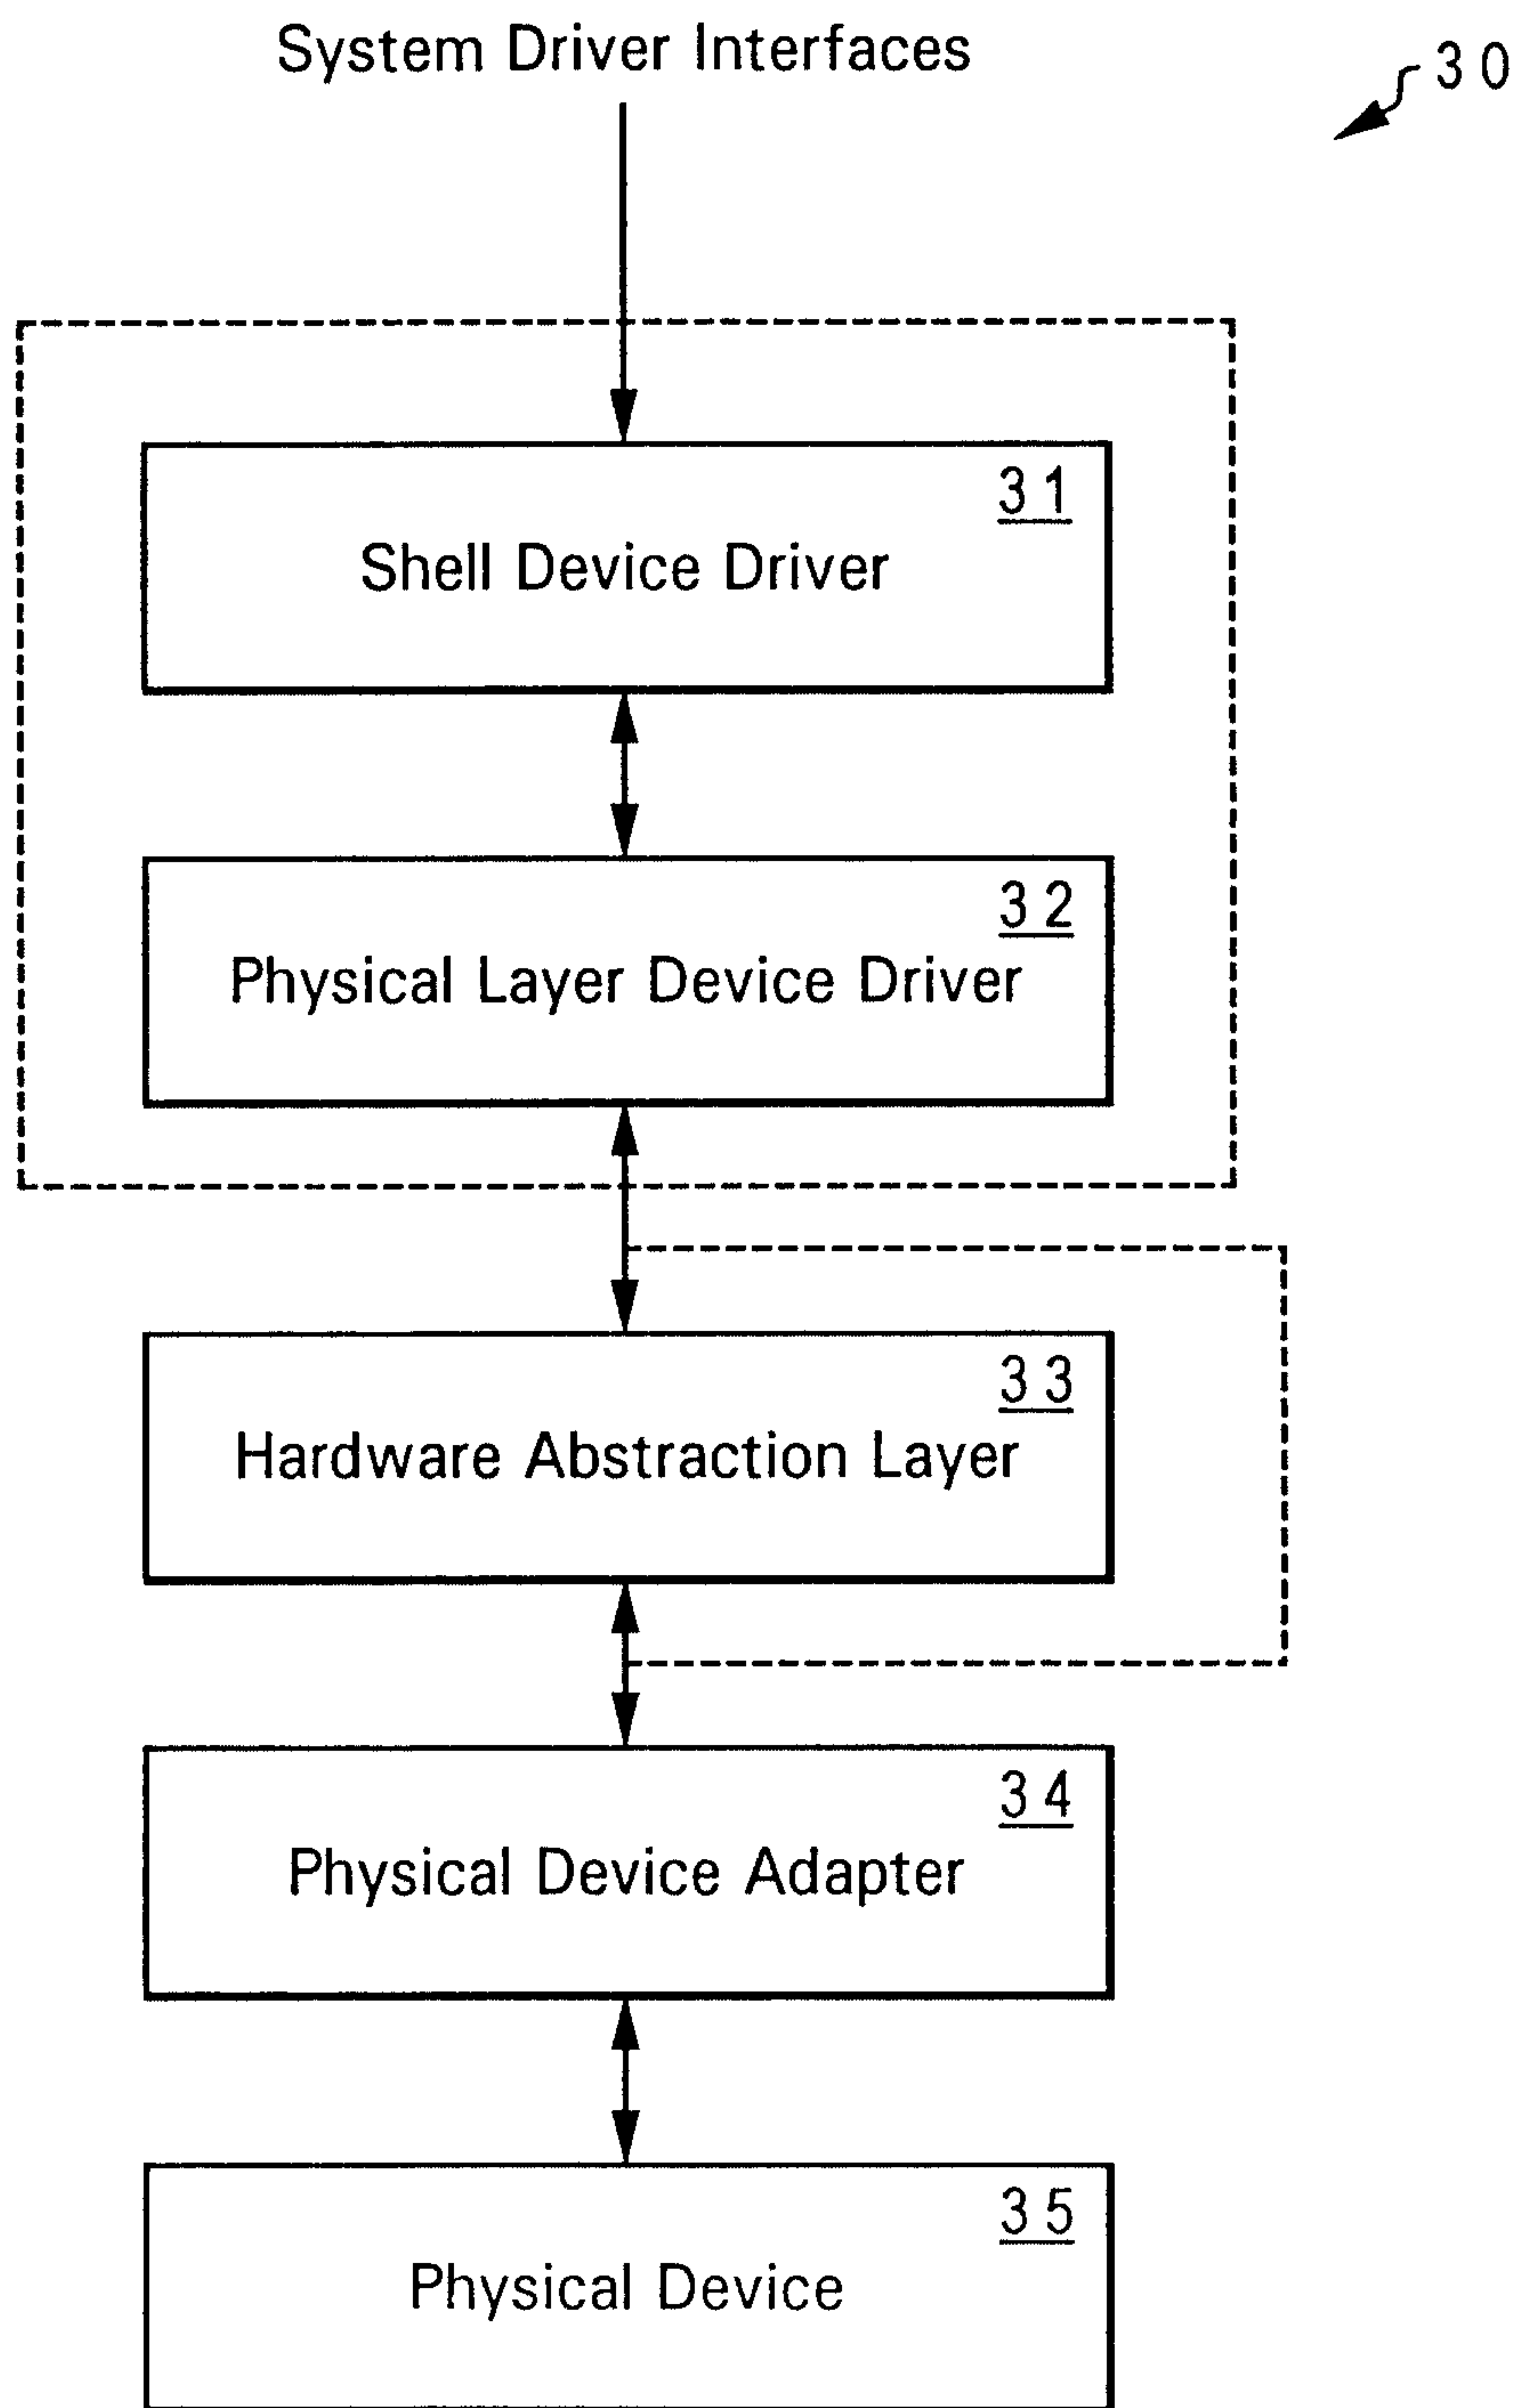 System Driver Interfaces
30
31
Shell Device Driver
32
Physical Layer Device Driver
33
Hardware Abstraction Layer
34
Physical Device Adapter
35
Physical Device